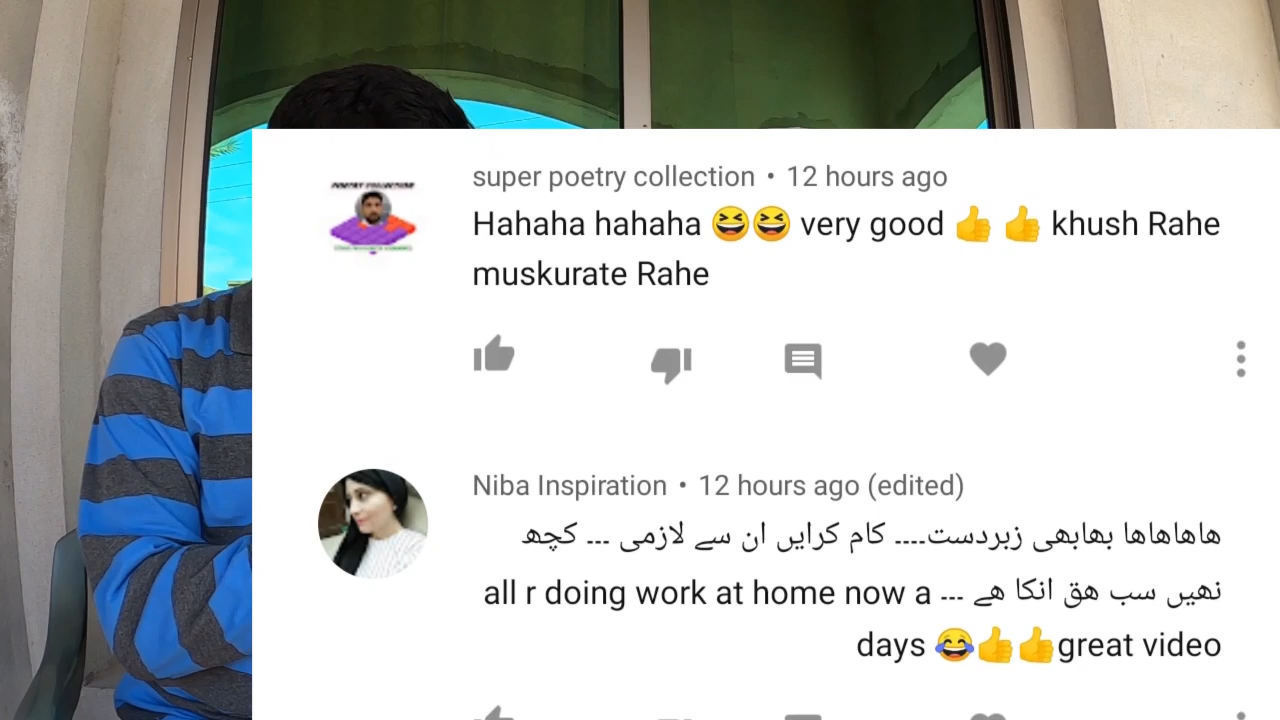 super poetry collection • 12 hours ago
Hahaha hahaha 😆😆 very good 👍 👍 khush Rahe
muskurate Rahe
Niba Inspiration • 12 hours ago (edited)
ھاھاھاھا بھابھی زبردست۔۔۔۔ کام کرایں ان سے لازمی ۔۔۔ کچھ
نھیں سب ھق انکا ھے ۔۔۔ all r doing work at home now a
days 😂👍👍great video